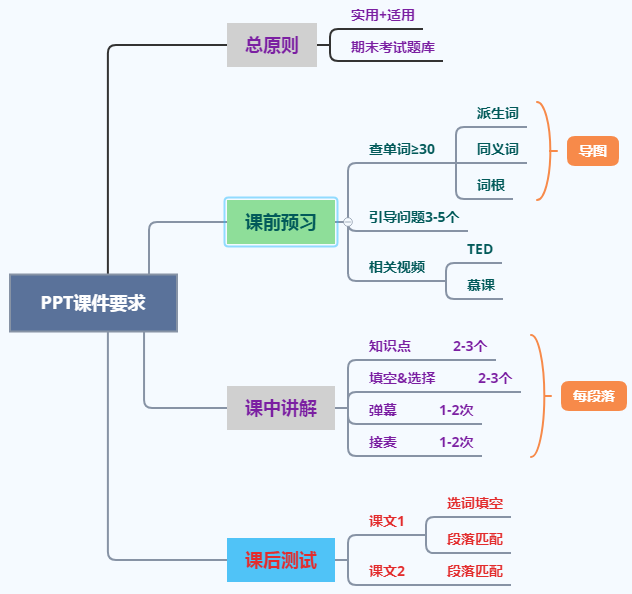 PPT课件要求
总原则
实用+适用
期末考试题库
课前预习
查单词≥30
派生词
同义词
词根
导图
引导问题3-5个
相关视频
TED
慕课
课中讲解
知识点 2-3个
填空&选择 2-3个
弹幕 1-2次
接麦 1-2次
每段落
课后测试
课文1
选词填空
段落匹配
课文2 段落匹配